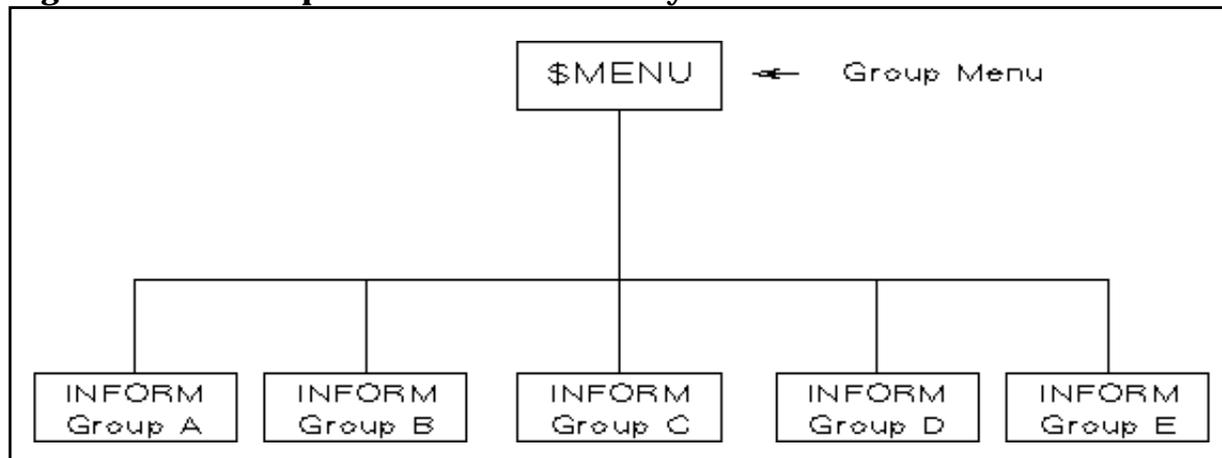 $MENU
Group Menu
INFORM
Group A
INFORM
Group B
INFORM
Group C
INFORM
Group D
INFORM
Group E